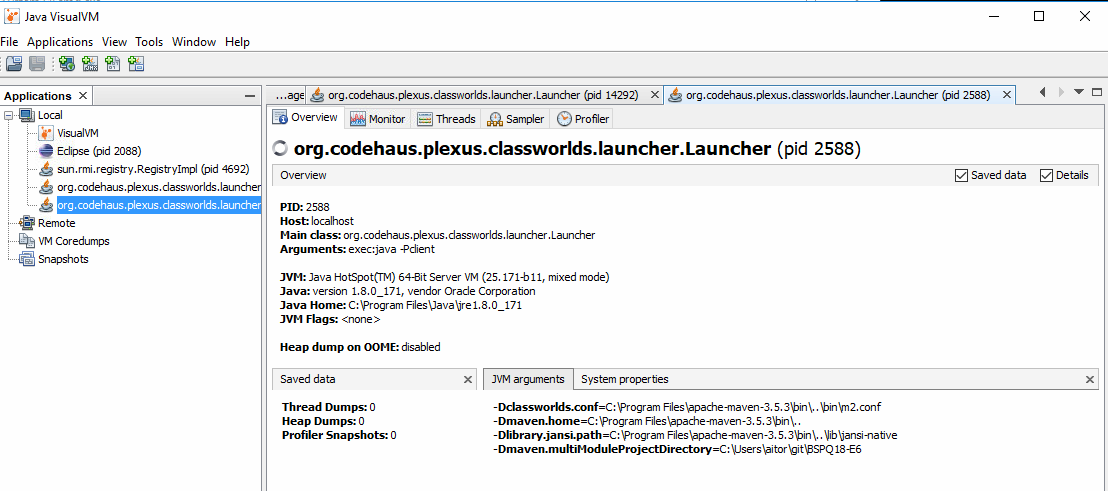 Java VisualVM
File Applications View Tools Window Help
Applications
Local
VisualVM
Eclipse (pid 2088)
sun.rmi.registry.RegistryImpl (pid 4692)
org.codehaus.plexus.classworlds.launcher
org.codehaus.plexus.classworlds.launcher
Remote
VM Coredumps
Snapshots
...age org.codehaus.plexus.classworlds.launcher.Launcher (pid 14292) org.codehaus.plexus.classworlds.launcher.Launcher (pid 2588)
Overview Monitor Threads Sampler Profiler
org.codehaus.plexus.classworlds.launcher.Launcher (pid 2588)
Overview Saved data Details
PID: 2588
Host: localhost
Main class: org.codehaus.plexus.classworlds.launcher.Launcher
Arguments: exec:java -Pclient
JVM: Java HotSpot(TM) 64-Bit Server VM (25.171-b11, mixed mode)
Java: version 1.8.0_171, vendor Oracle Corporation
Java Home: C:\Program Files\Java\jre1.8.0_171
JVM Flags: <none>
Heap dump on OOME: disabled
Saved data
Thread Dumps: 0
Heap Dumps: 0
Profiler Snapshots: 0
JVM arguments System properties
-Dclassworlds.conf=C:\Program Files\apache-maven-3.5.3\bin\..\bin\m2.conf
-Dmaven.home=C:\Program Files\apache-maven-3.5.3\bin\..
-Dlibrary.jansi.path=C:\Program Files\apache-maven-3.5.3\bin\..\lib\jansi-native
-Dmaven.multiModuleProjectDirectory=C:\Users\aitor\git\BSPQ18-E6